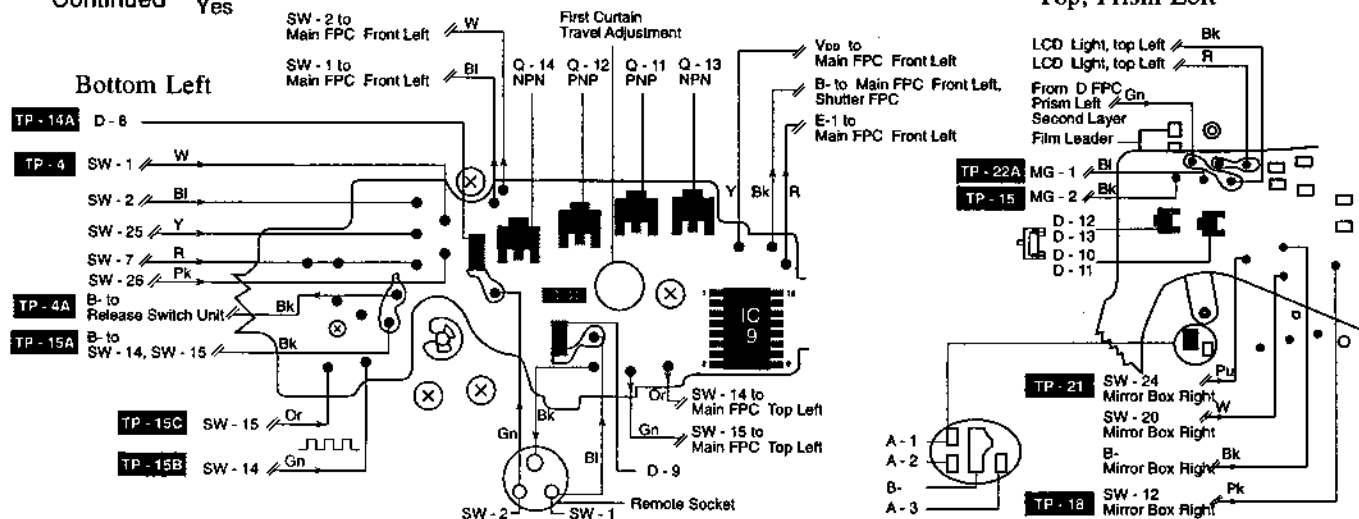 Continued Yes
Top, Prism Left
SW - 2 to
Main FPC Front Left
W
SW - 1 to
Main FPC Front Left
Bl
First Curtain
Travel Adjustment
Q - 14
NPN
Q - 12
PNP
Q - 11
PNP
Q - 13
NPN
VDD to
Main FPC Front Left
B- to Main FPC Front Left,
Shutter FPC
E-1 to
Main FPC Front Left
Y
Bk
R
Bottom Left
TP - 14A D - 8
TP - 4 SW - 1 W
SW - 2 Bl
SW - 25 Y
SW - 7 R
SW - 26 Pk
TP - 4A B- to
Release Switch Unit
Bk
TP - 15A B- to
SW - 14, SW - 15
Bk
TP - 15C SW - 15 Or
TP - 15B SW - 14 Gn
IC
9
Gn
Bk
Bl
Or
SW - 14 to
Main FPC Top Left
Gn
SW - 15 to
Main FPC Top Left
D - 9
Remote Socket
SW - 2
SW - 1
LCD Light, top Left Bk
LCD Light, top Left R
From D FPC
Prism Left Gn
Second Layer
Film Leader
TP - 22A MG - 1 Bl
TP - 15 MG - 2 Bk
D - 12
D - 13
D - 10
D - 11
TP - 21 SW - 24 Pu
Mirror Box Right
SW - 20 W
Mirror Box Right
B- Bk
Mirror Box Right
TP - 18 SW - 12 Pk
Mirror Box Right
A - 1
A - 2
B-
A - 3